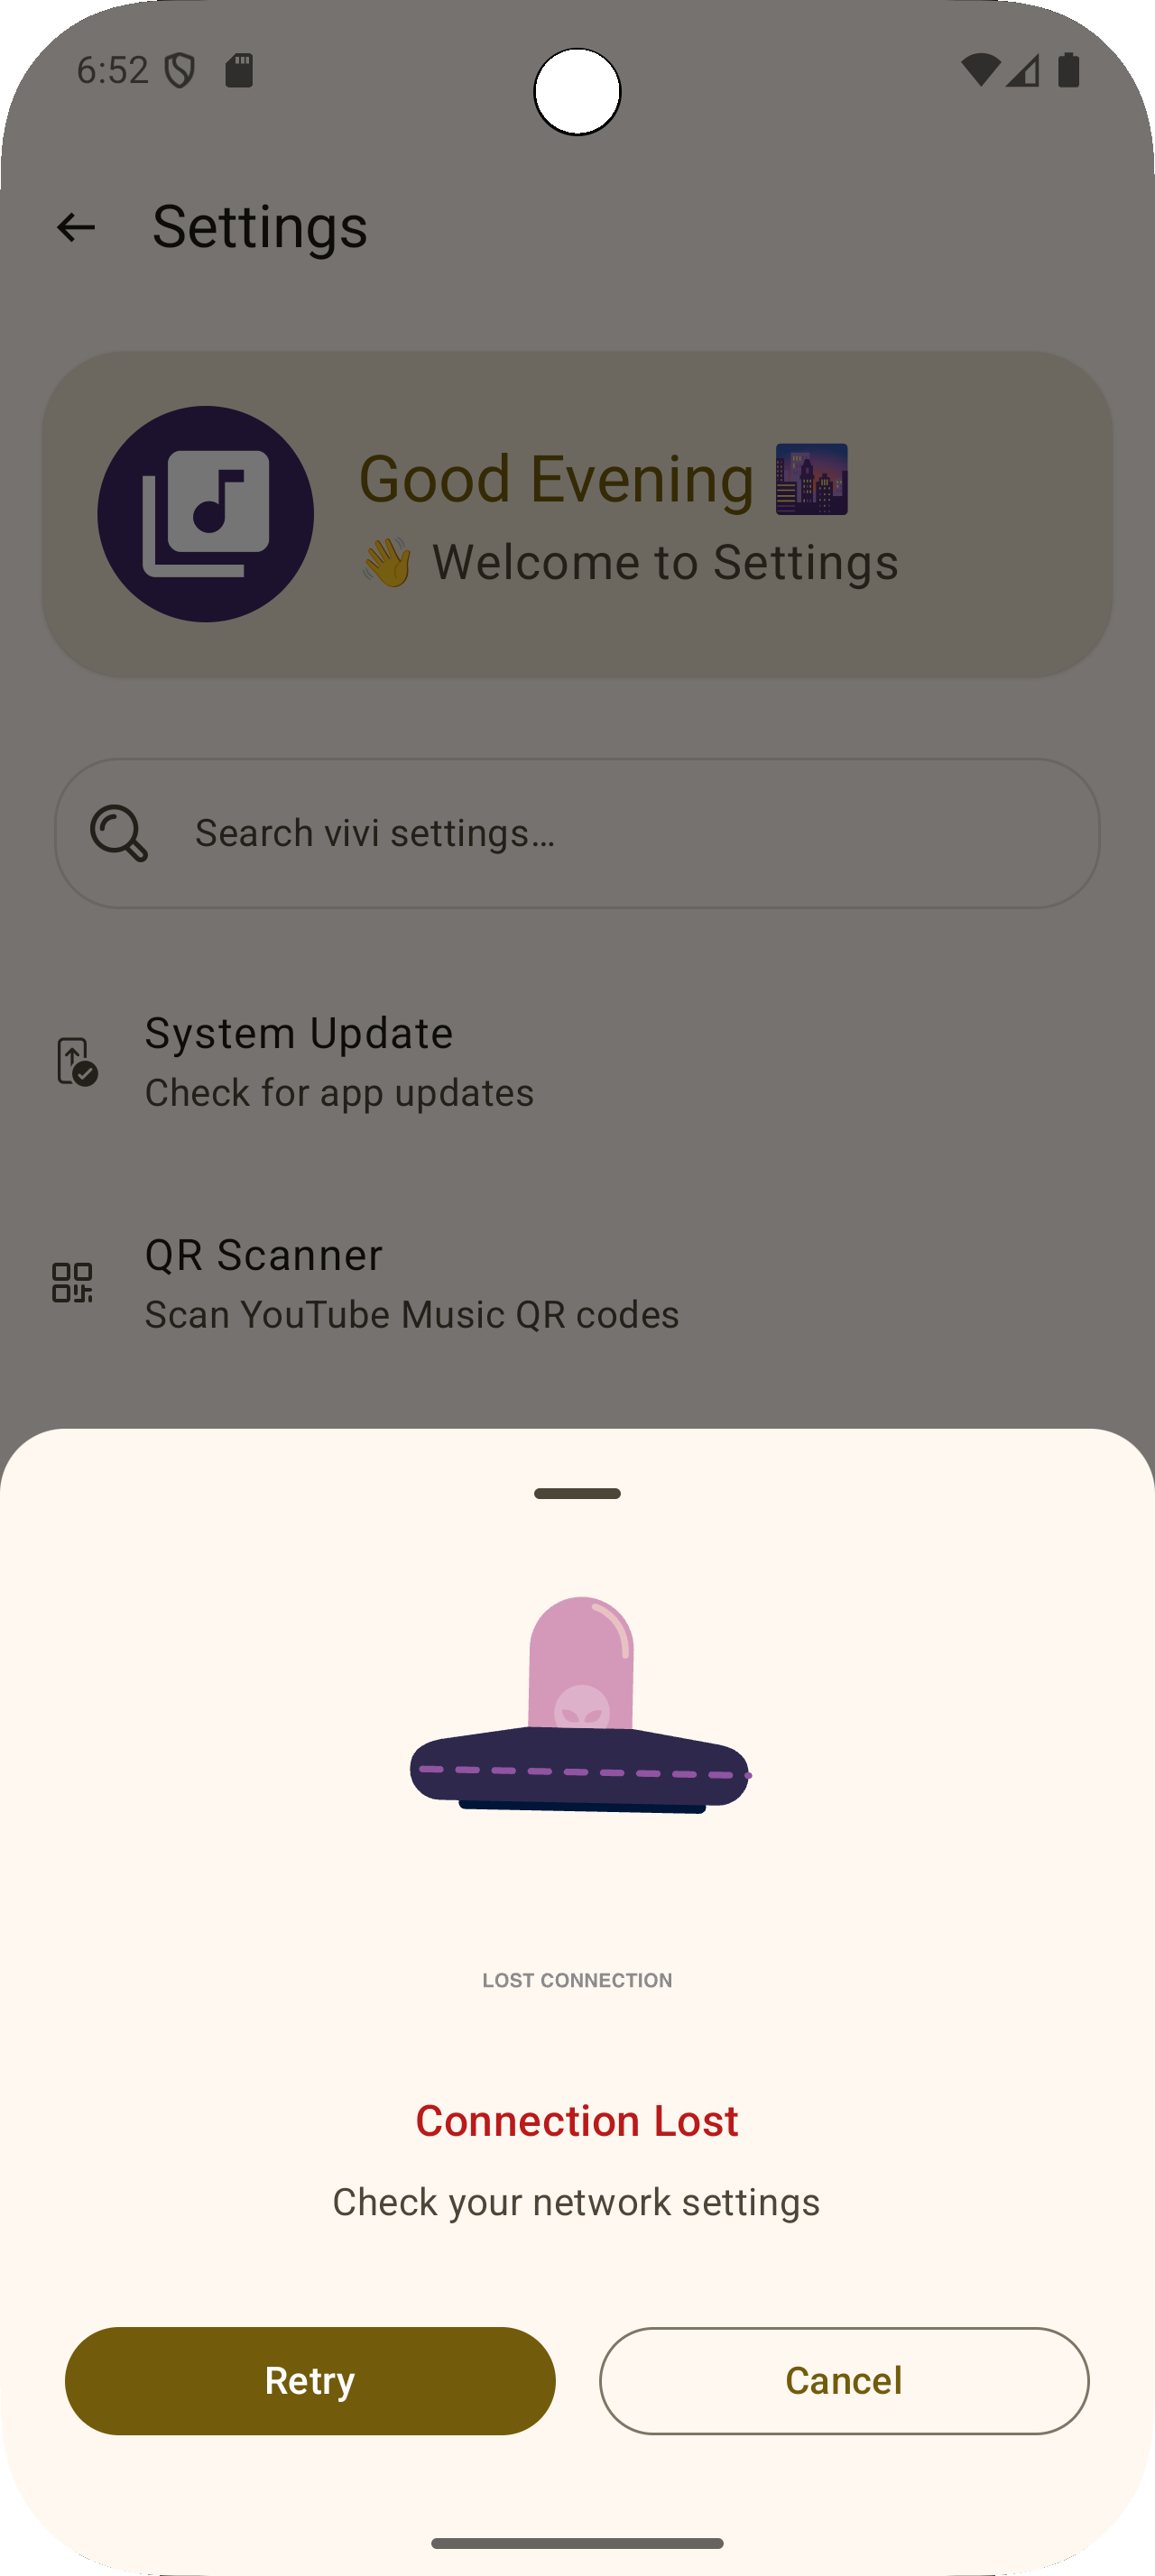 6:52
Settings
Good Evening 🌆
👋 Welcome to Settings
Search vivi settings...
System Update
Check for app updates
QR Scanner
Scan YouTube Music QR codes
LOST CONNECTION
Connection Lost
Check your network settings
Retry
Cancel